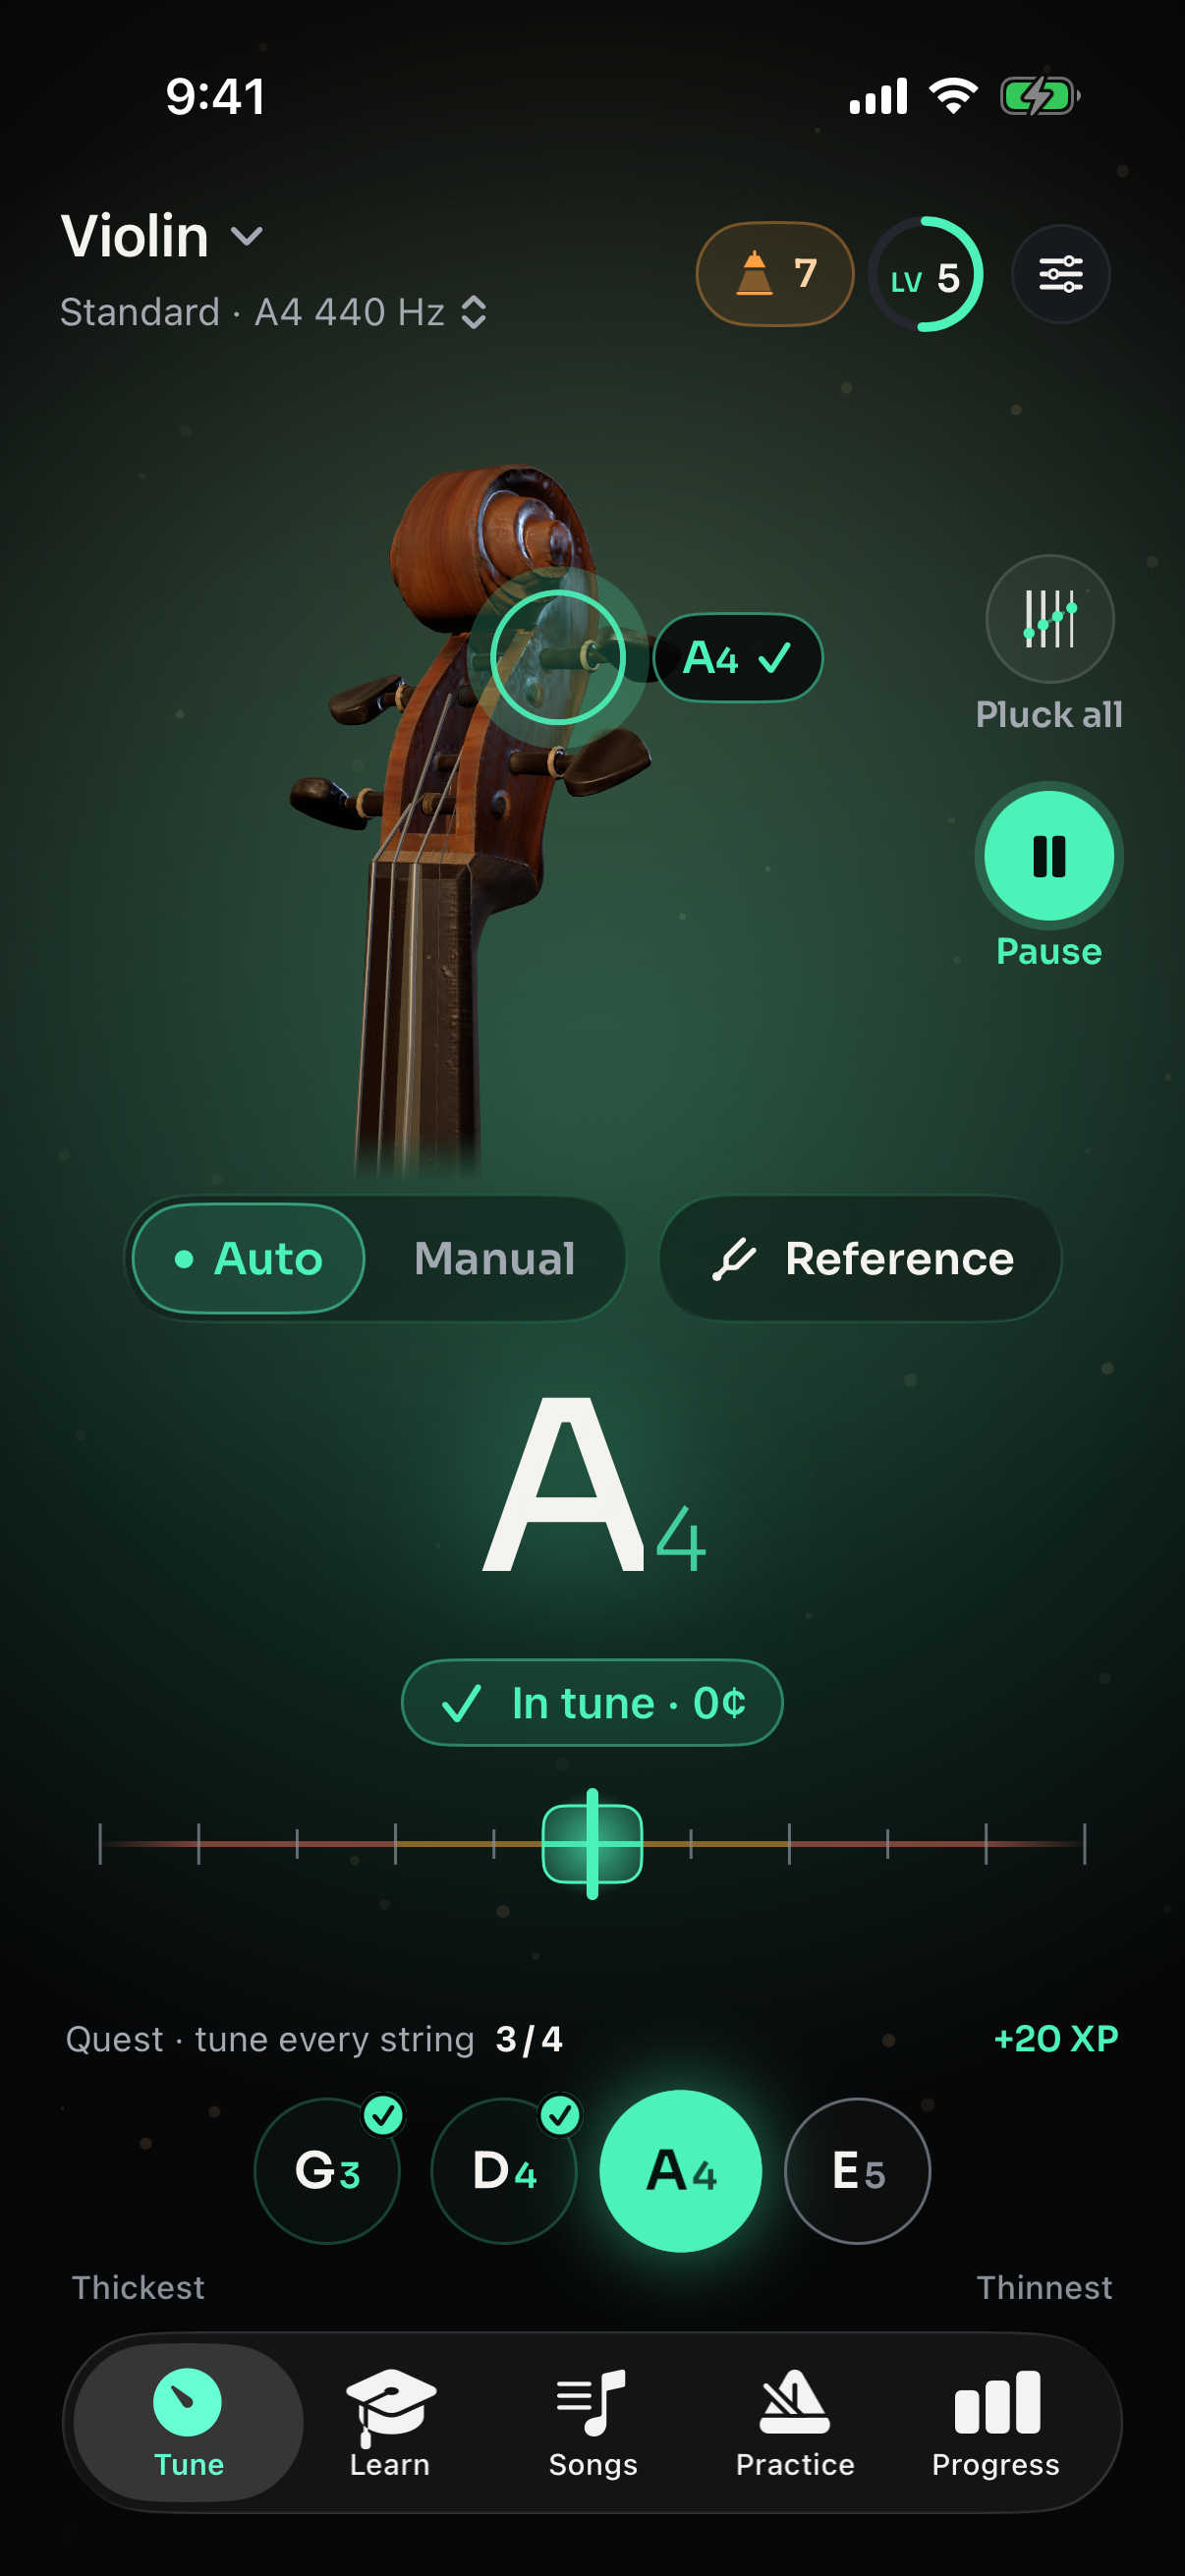 9:41
Violin
7
LV 5
Standard · A4 440 Hz
A4
Pluck all
Pause
Auto
Manual
Reference
A4
In tune · 0¢
Quest · tune every string 3/4
+20 XP
G3
D4
A4
E5
Thickest
Thinnest
Tune
Learn
Songs
Practice
Progress